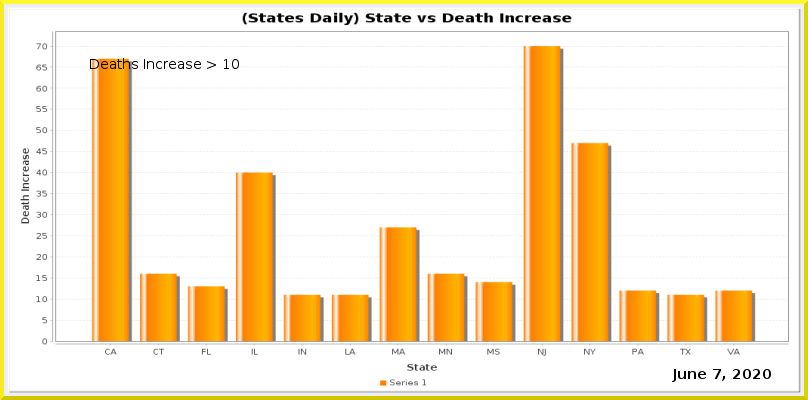 (States Daily) State vs Death Increase
Deaths Increase > 10
Death Increase
70
65
60
55
50
45
40
35
30
25
20
15
10
5
0
CA CT FL IL IN LA MA MN MS NJ NY PA TX VA
State
Series 1
June 7, 2020